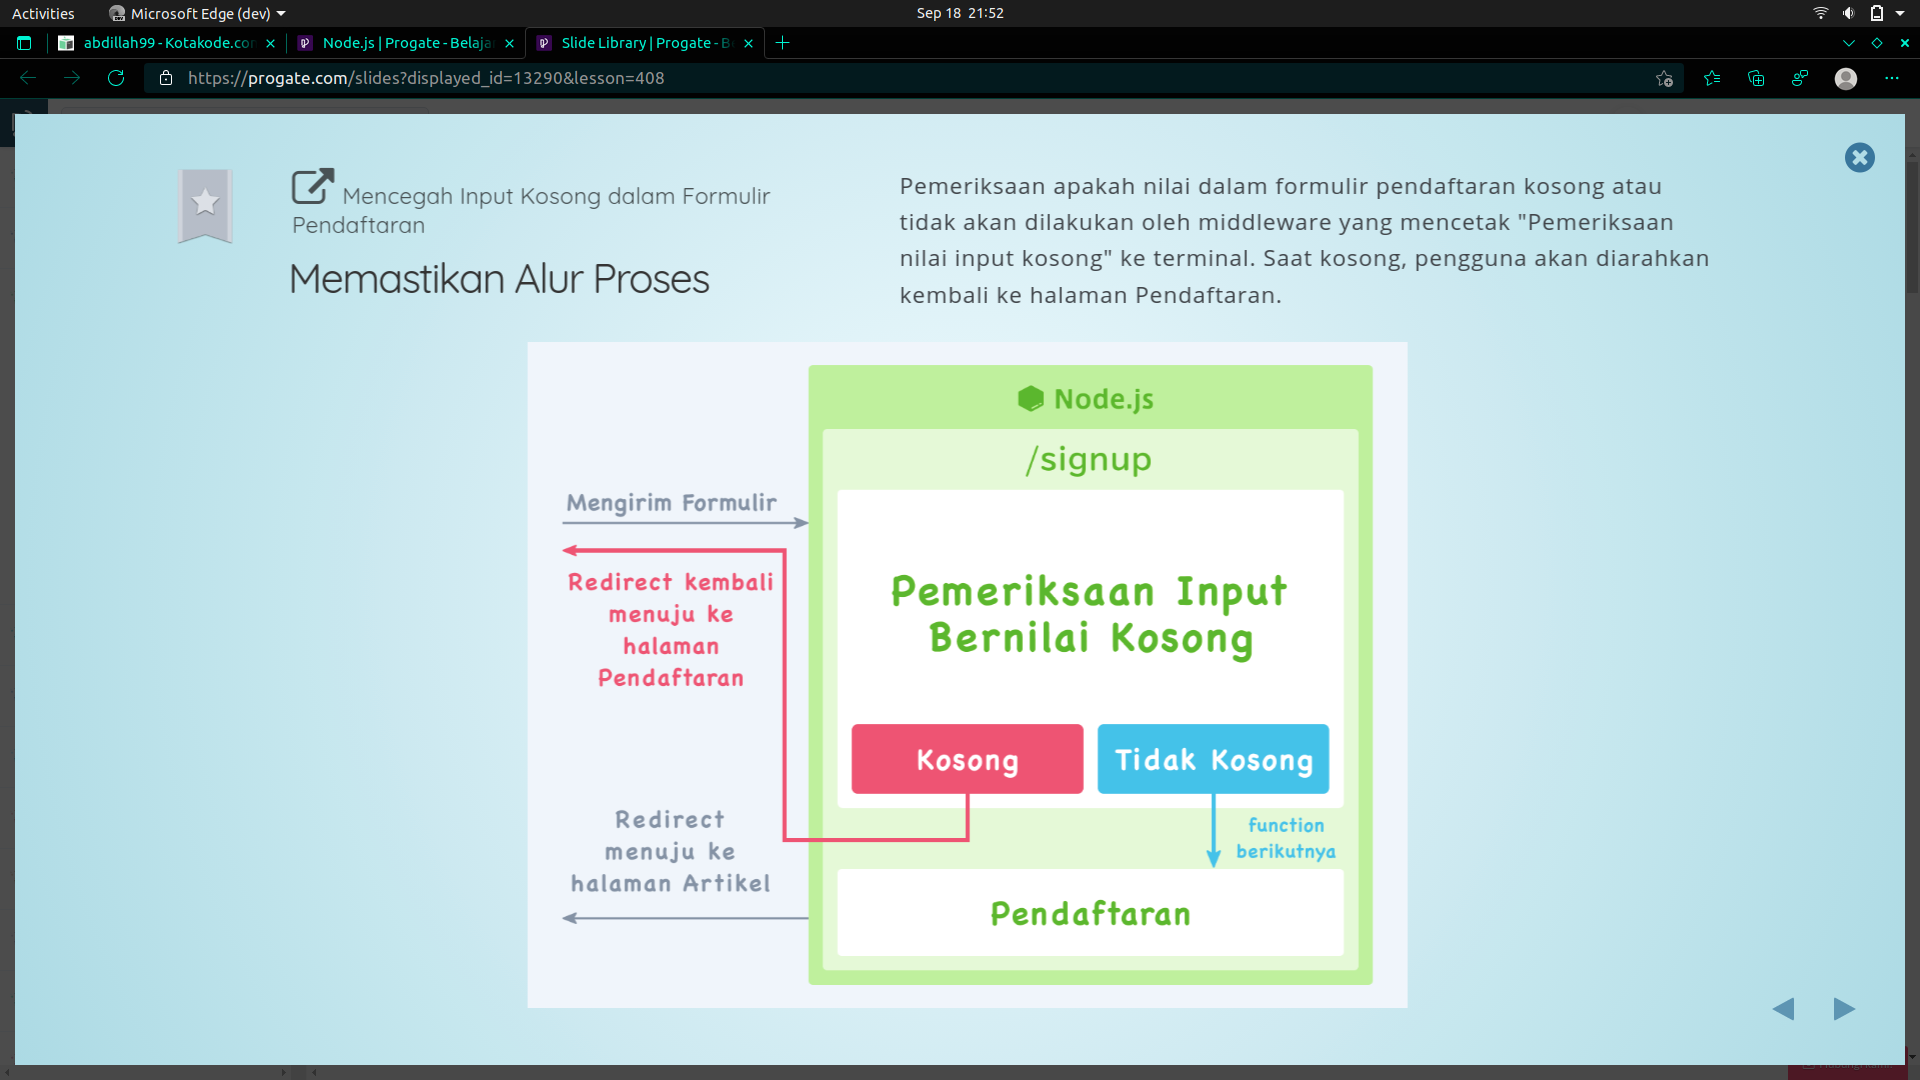 Activities
Microsoft Edge (dev)
Sep 18 21:52
abdillah99 - Kotakode.con
Node.js | Progate - Belaja
Slide Library | Progate - Be
https://progate.com/slides?displayed_id=13290&lesson=408
Mencegah Input Kosong dalam Formulir
Pendaftaran
Memastikan Alur Proses
Pemeriksaan apakah nilai dalam formulir pendaftaran kosong atau
tidak akan dilakukan oleh middleware yang mencetak "Pemeriksaan
nilai input kosong" ke terminal. Saat kosong, pengguna akan diarahkan
kembali ke halaman Pendaftaran.
Node.js
/signup
Mengirim Formulir
Redirect kembali
menuju ke
halaman
Pendaftaran
Pemeriksaan Input
Bernilai Kosong
Kosong
Tidak Kosong
function
berikutnya
Redirect
menuju ke
halaman Artikel
Pendaftaran